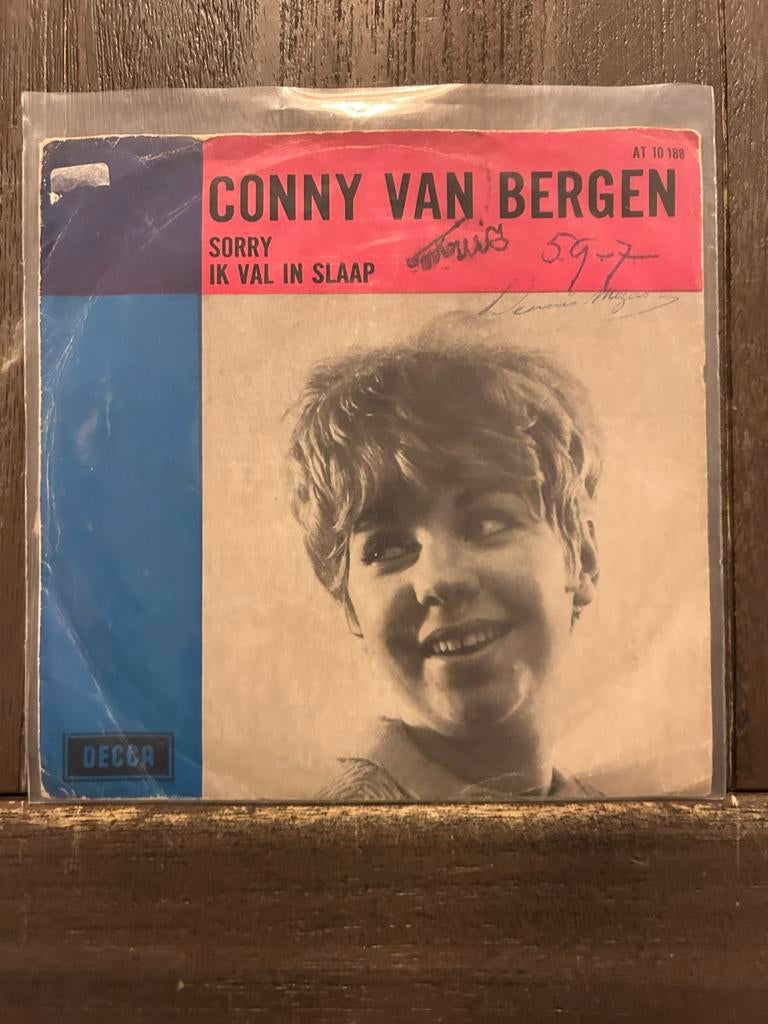 AT 10 188
CONNY VAN BERGEN
SORRY
IK VAL IN SLAAP
59-7
DECCA